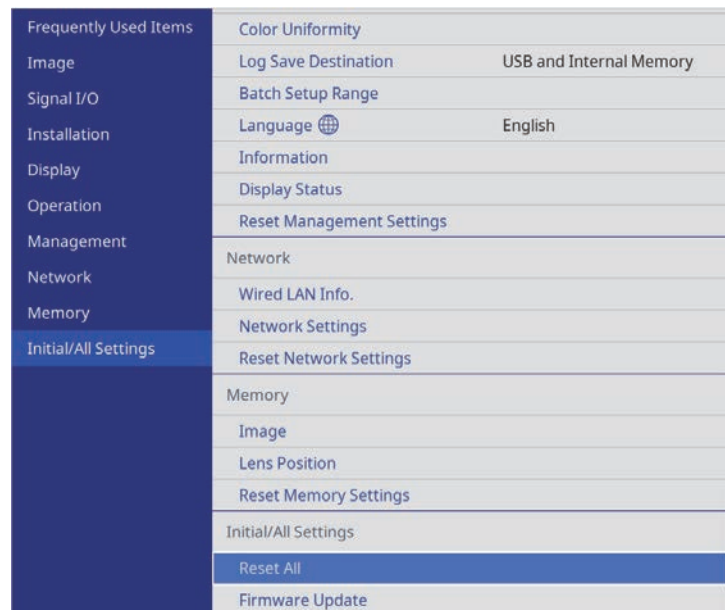 Frequently Used Items
Image
Signal I/O
Installation
Display
Operation
Management
Network
Memory
Initial/All Settings
Color Uniformity
Log Save Destination USB and Internal Memory
Batch Setup Range
Language English
Information
Display Status
Reset Management Settings
Network
Wired LAN Info.
Network Settings
Reset Network Settings
Memory
Image
Lens Position
Reset Memory Settings
Initial/All Settings
Reset All
Firmware Update